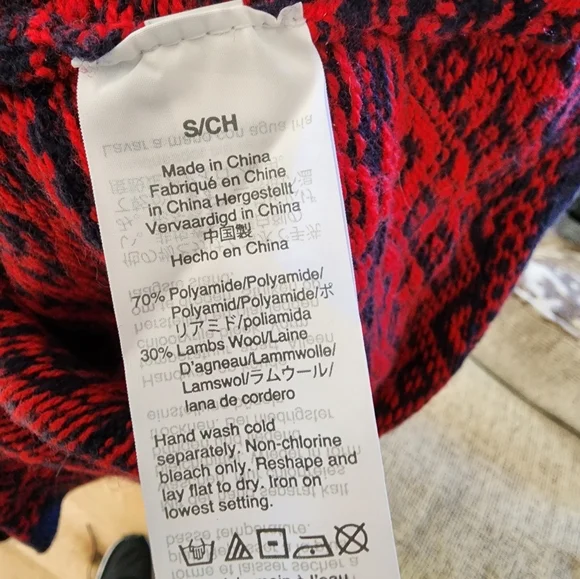 S/CH
Made in China
Fabriqué en Chine
in China Hergestellt
Vervaardigd in China
中国製
Hecho en China
70% Polyamide/Polyamide/
Polyamid/Polyamide/ポ
リアミド/poliamida
30% Lambs Wool/Laine
D'agneau/Lammwolle/
Lamswol/ラムウール/
lana de cordero
Hand wash cold
separately. Non-chlorine
bleach only. Reshape and
lay flat to dry. Iron on
lowest setting.